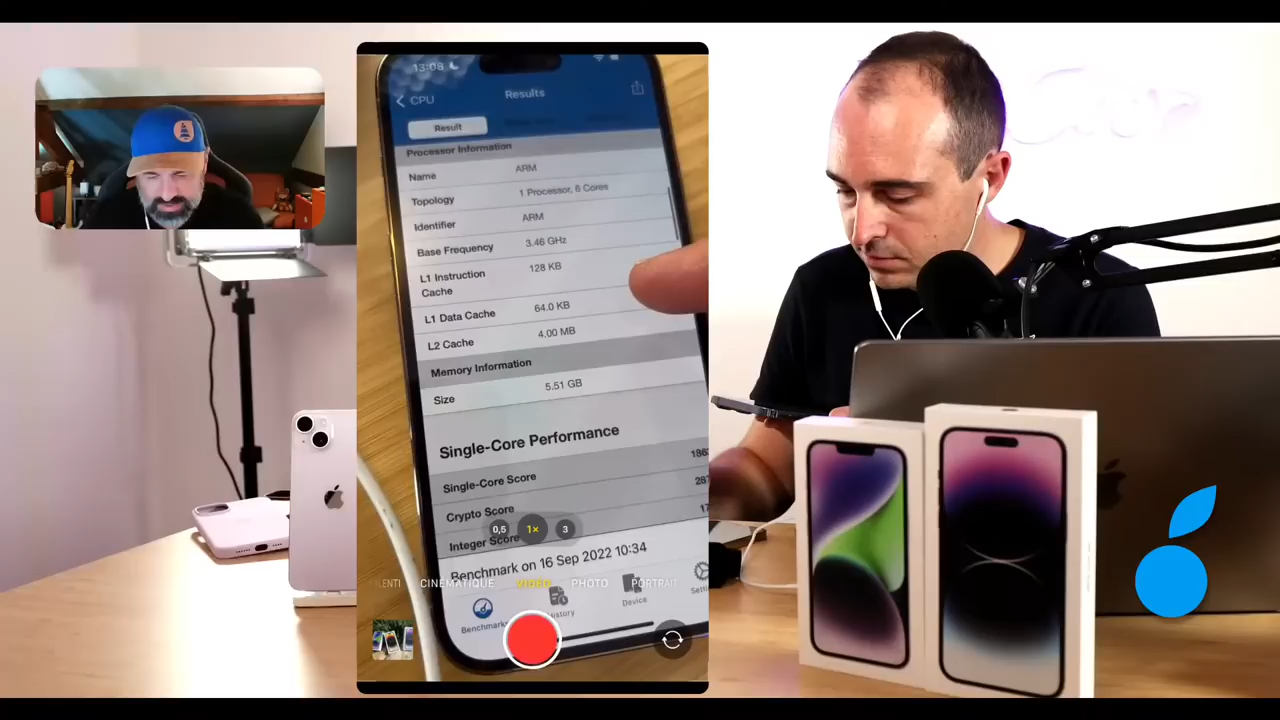 13:08
CPU
Results
Result
Processor Information
Name ARM
Topology 1 Processor, 6 Cores
Identifier ARM
Base Frequency 3.46 GHz
L1 Instruction Cache 128 KB
L1 Data Cache 64.0 KB
L2 Cache 4.00 MB
Memory Information
Size 5.51 GB
Single-Core Performance
Single-Core Score
Crypto Score
Integer Score
0,5 1× 3
Benchmark on 16 Sep 2022 10:34
CINÉMATIQUE VIDÉO PHOTO PORTRAIT
Device